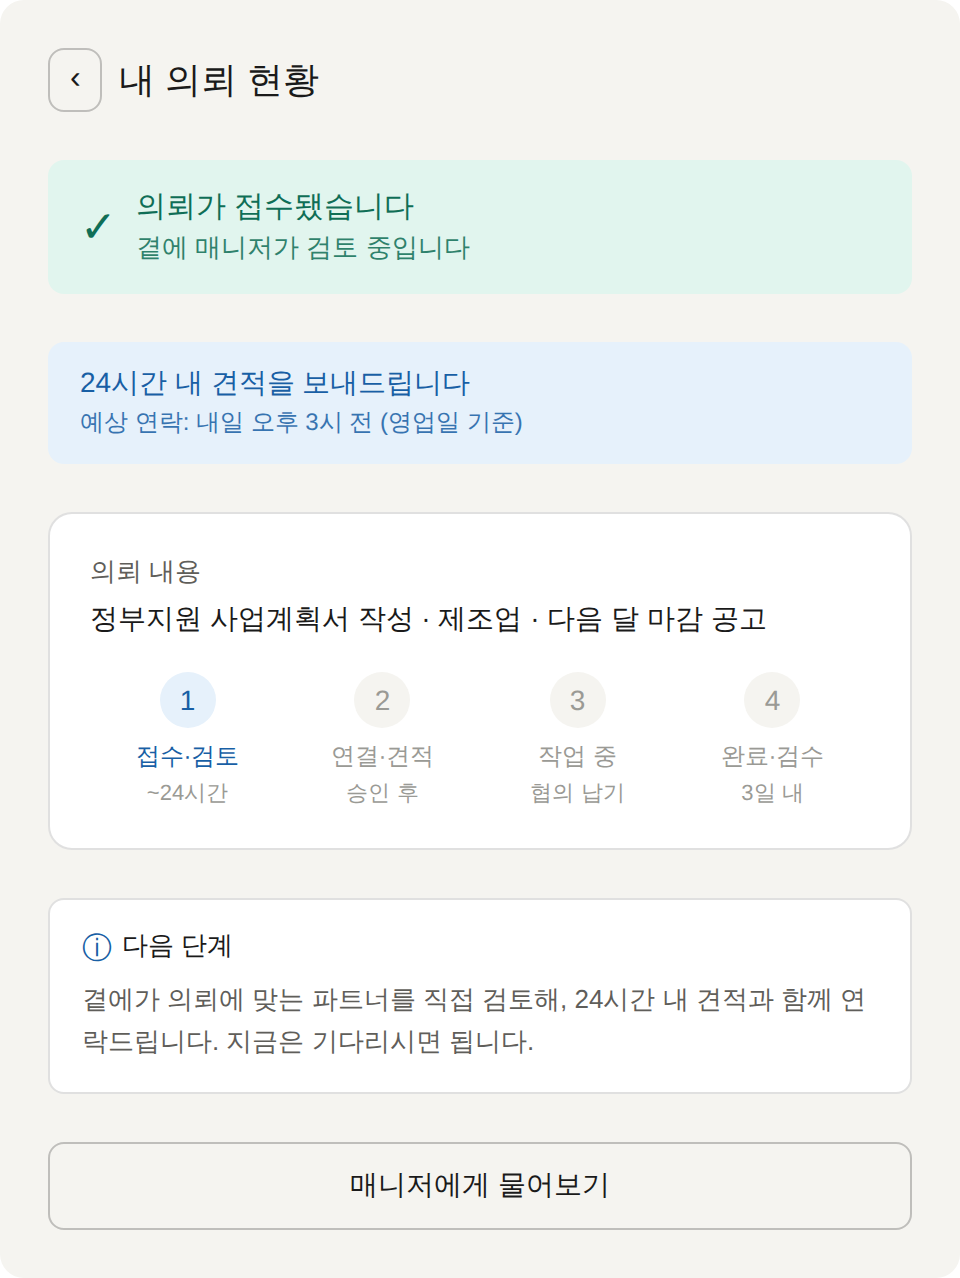 ‹ 내 의뢰 현황
✓ 의뢰가 접수됐습니다
곁에 매니저가 검토 중입니다
24시간 내 견적을 보내드립니다
예상 연락: 내일 오후 3시 전 (영업일 기준)
의뢰 내용
정부지원 사업계획서 작성 · 제조업 · 다음 달 마감 공고
1 2 3 4
접수·검토 연결·견적 작업 중 완료·검수
~24시간 승인 후 협의 납기 3일 내
ⓘ 다음 단계
곁에가 의뢰에 맞는 파트너를 직접 검토해, 24시간 내 견적과 함께 연
락드립니다. 지금은 기다리시면 됩니다.
매니저에게 물어보기